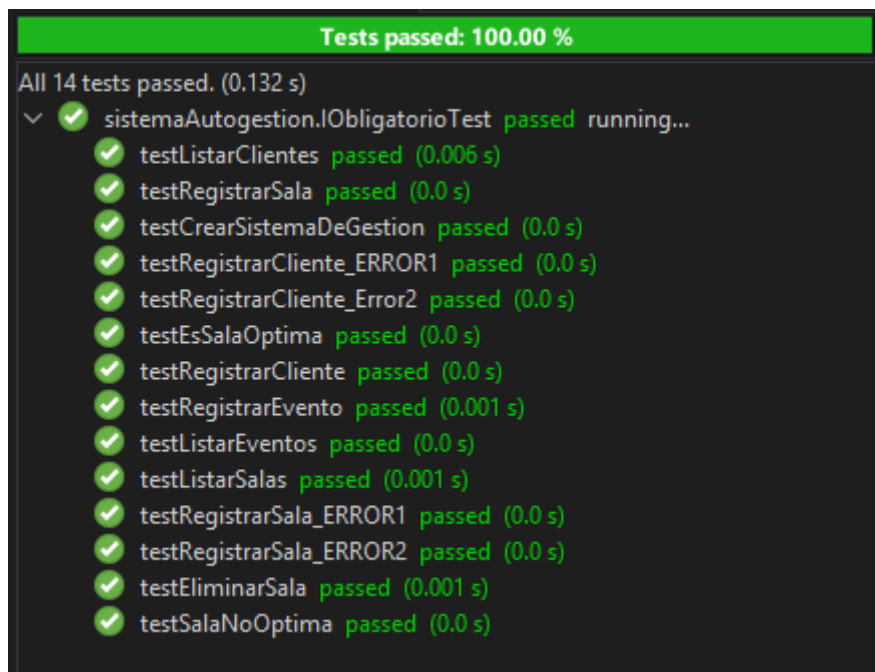 Tests passed: 100.00 %
All 14 tests passed. (0.132 s)
sistemaAutogestion.IObligatorioTest passed running...
testListarClientes passed (0.006 s)
testRegistrarSala passed (0.0 s)
testCrearSistemaDeGestion passed (0.0 s)
testRegistrarCliente_ERROR1 passed (0.0 s)
testRegistrarCliente_Error2 passed (0.0 s)
testEsSalaOptima passed (0.0 s)
testRegistrarCliente passed (0.0 s)
testRegistrarEvento passed (0.001 s)
testListarEventos passed (0.0 s)
testListarSalas passed (0.001 s)
testRegistrarSala_ERROR1 passed (0.0 s)
testRegistrarSala_ERROR2 passed (0.0 s)
testEliminarSala passed (0.001 s)
testSalaNoOptima passed (0.0 s)